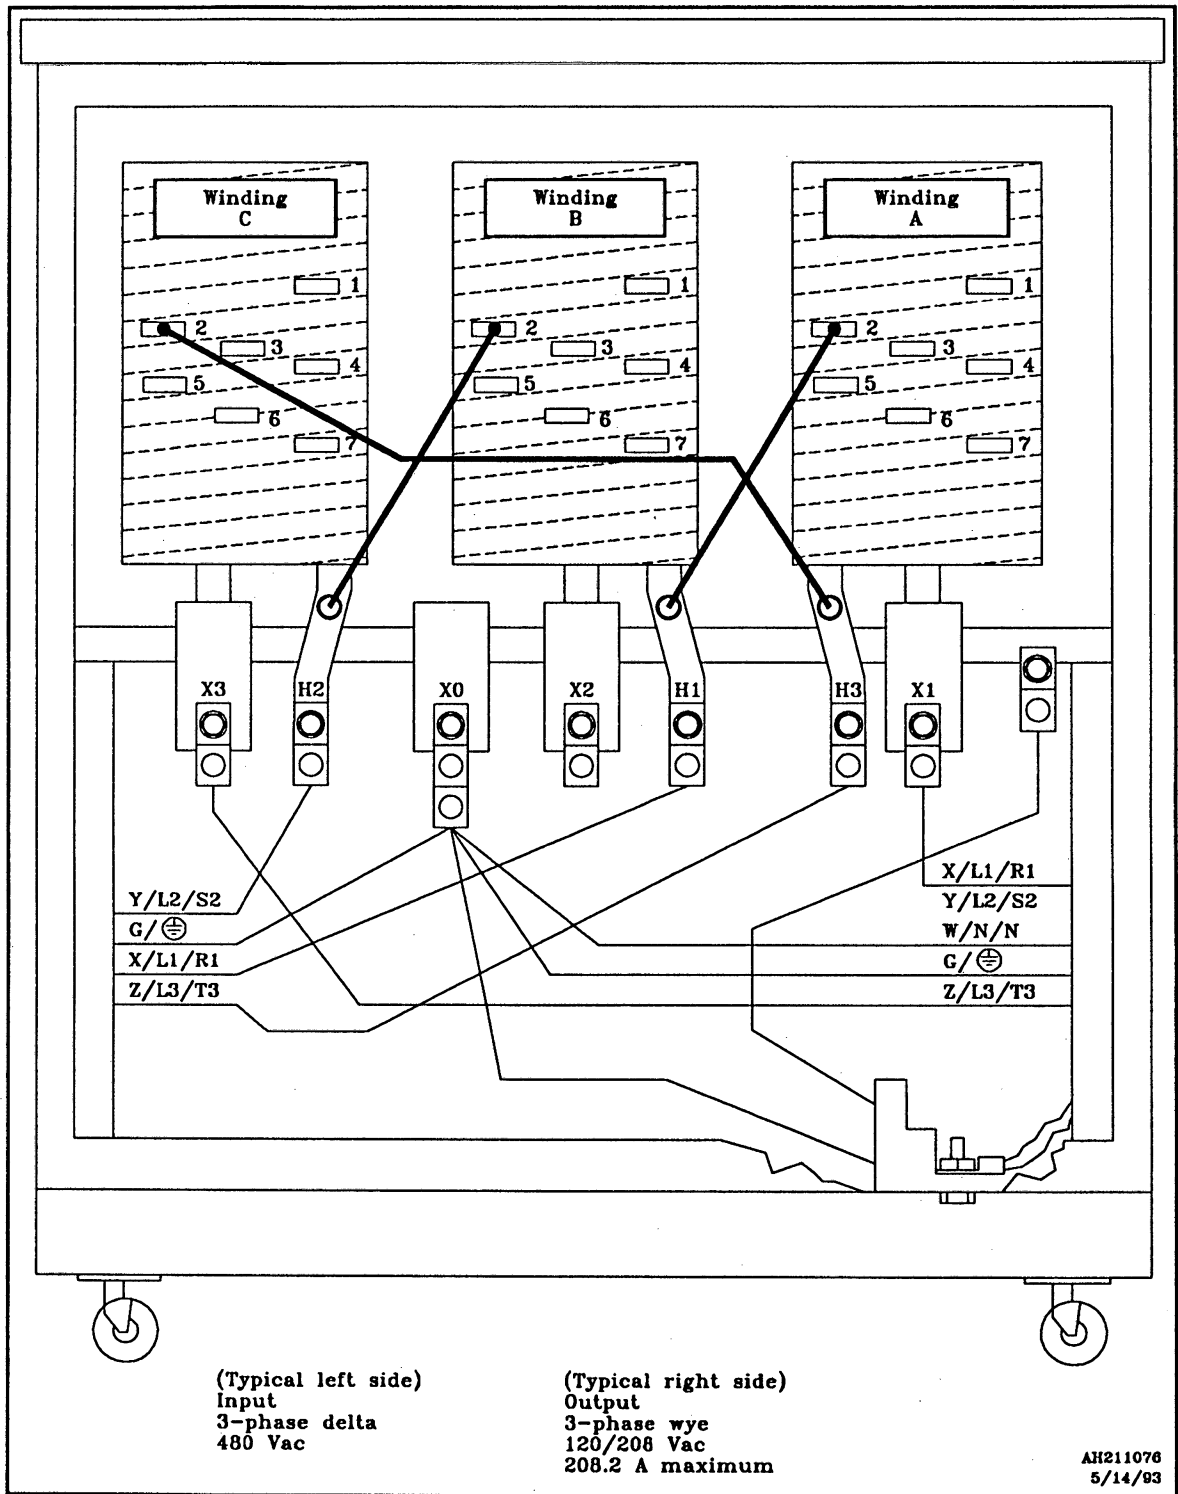 Winding
C
Winding
B
Winding
A
1
2
3
4
5
6
7
1
2
3
4
5
6
7
1
2
3
4
5
6
7
X3
H2
X0
X2
H1
H3
X1
Y/L2/S2
G/
X/L1/R1
Z/L3/T3
X/L1/R1
Y/L2/S2
W/N/N
G/
Z/L3/T3
(Typical left side)
Input
3-phase delta
480 Vac
(Typical right side)
Output
3-phase wye
120/208 Vac
208.2 A maximum
AH211076
5/14/93